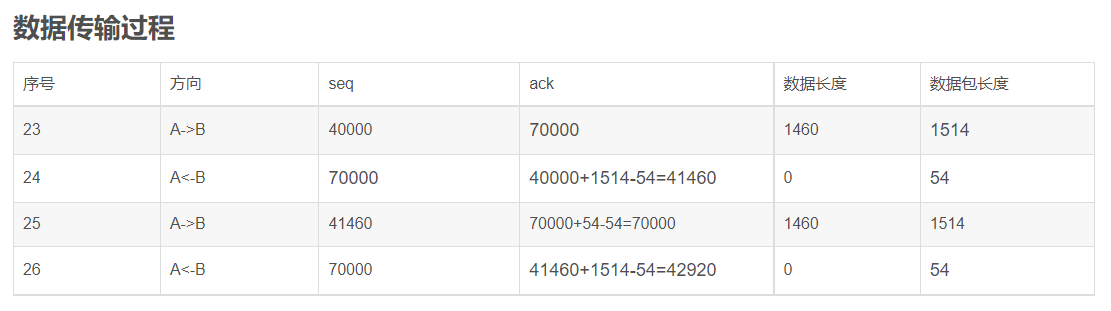 数据传输过程
序号 方向 seq ack 数据长度 数据包长度
23 A->B 40000 70000 1460 1514
24 A<-B 70000 40000+1514-54=41460 0 54
25 A->B 41460 70000+54-54=70000 1460 1514
26 A<-B 70000 41460+1514-54=42920 0 54